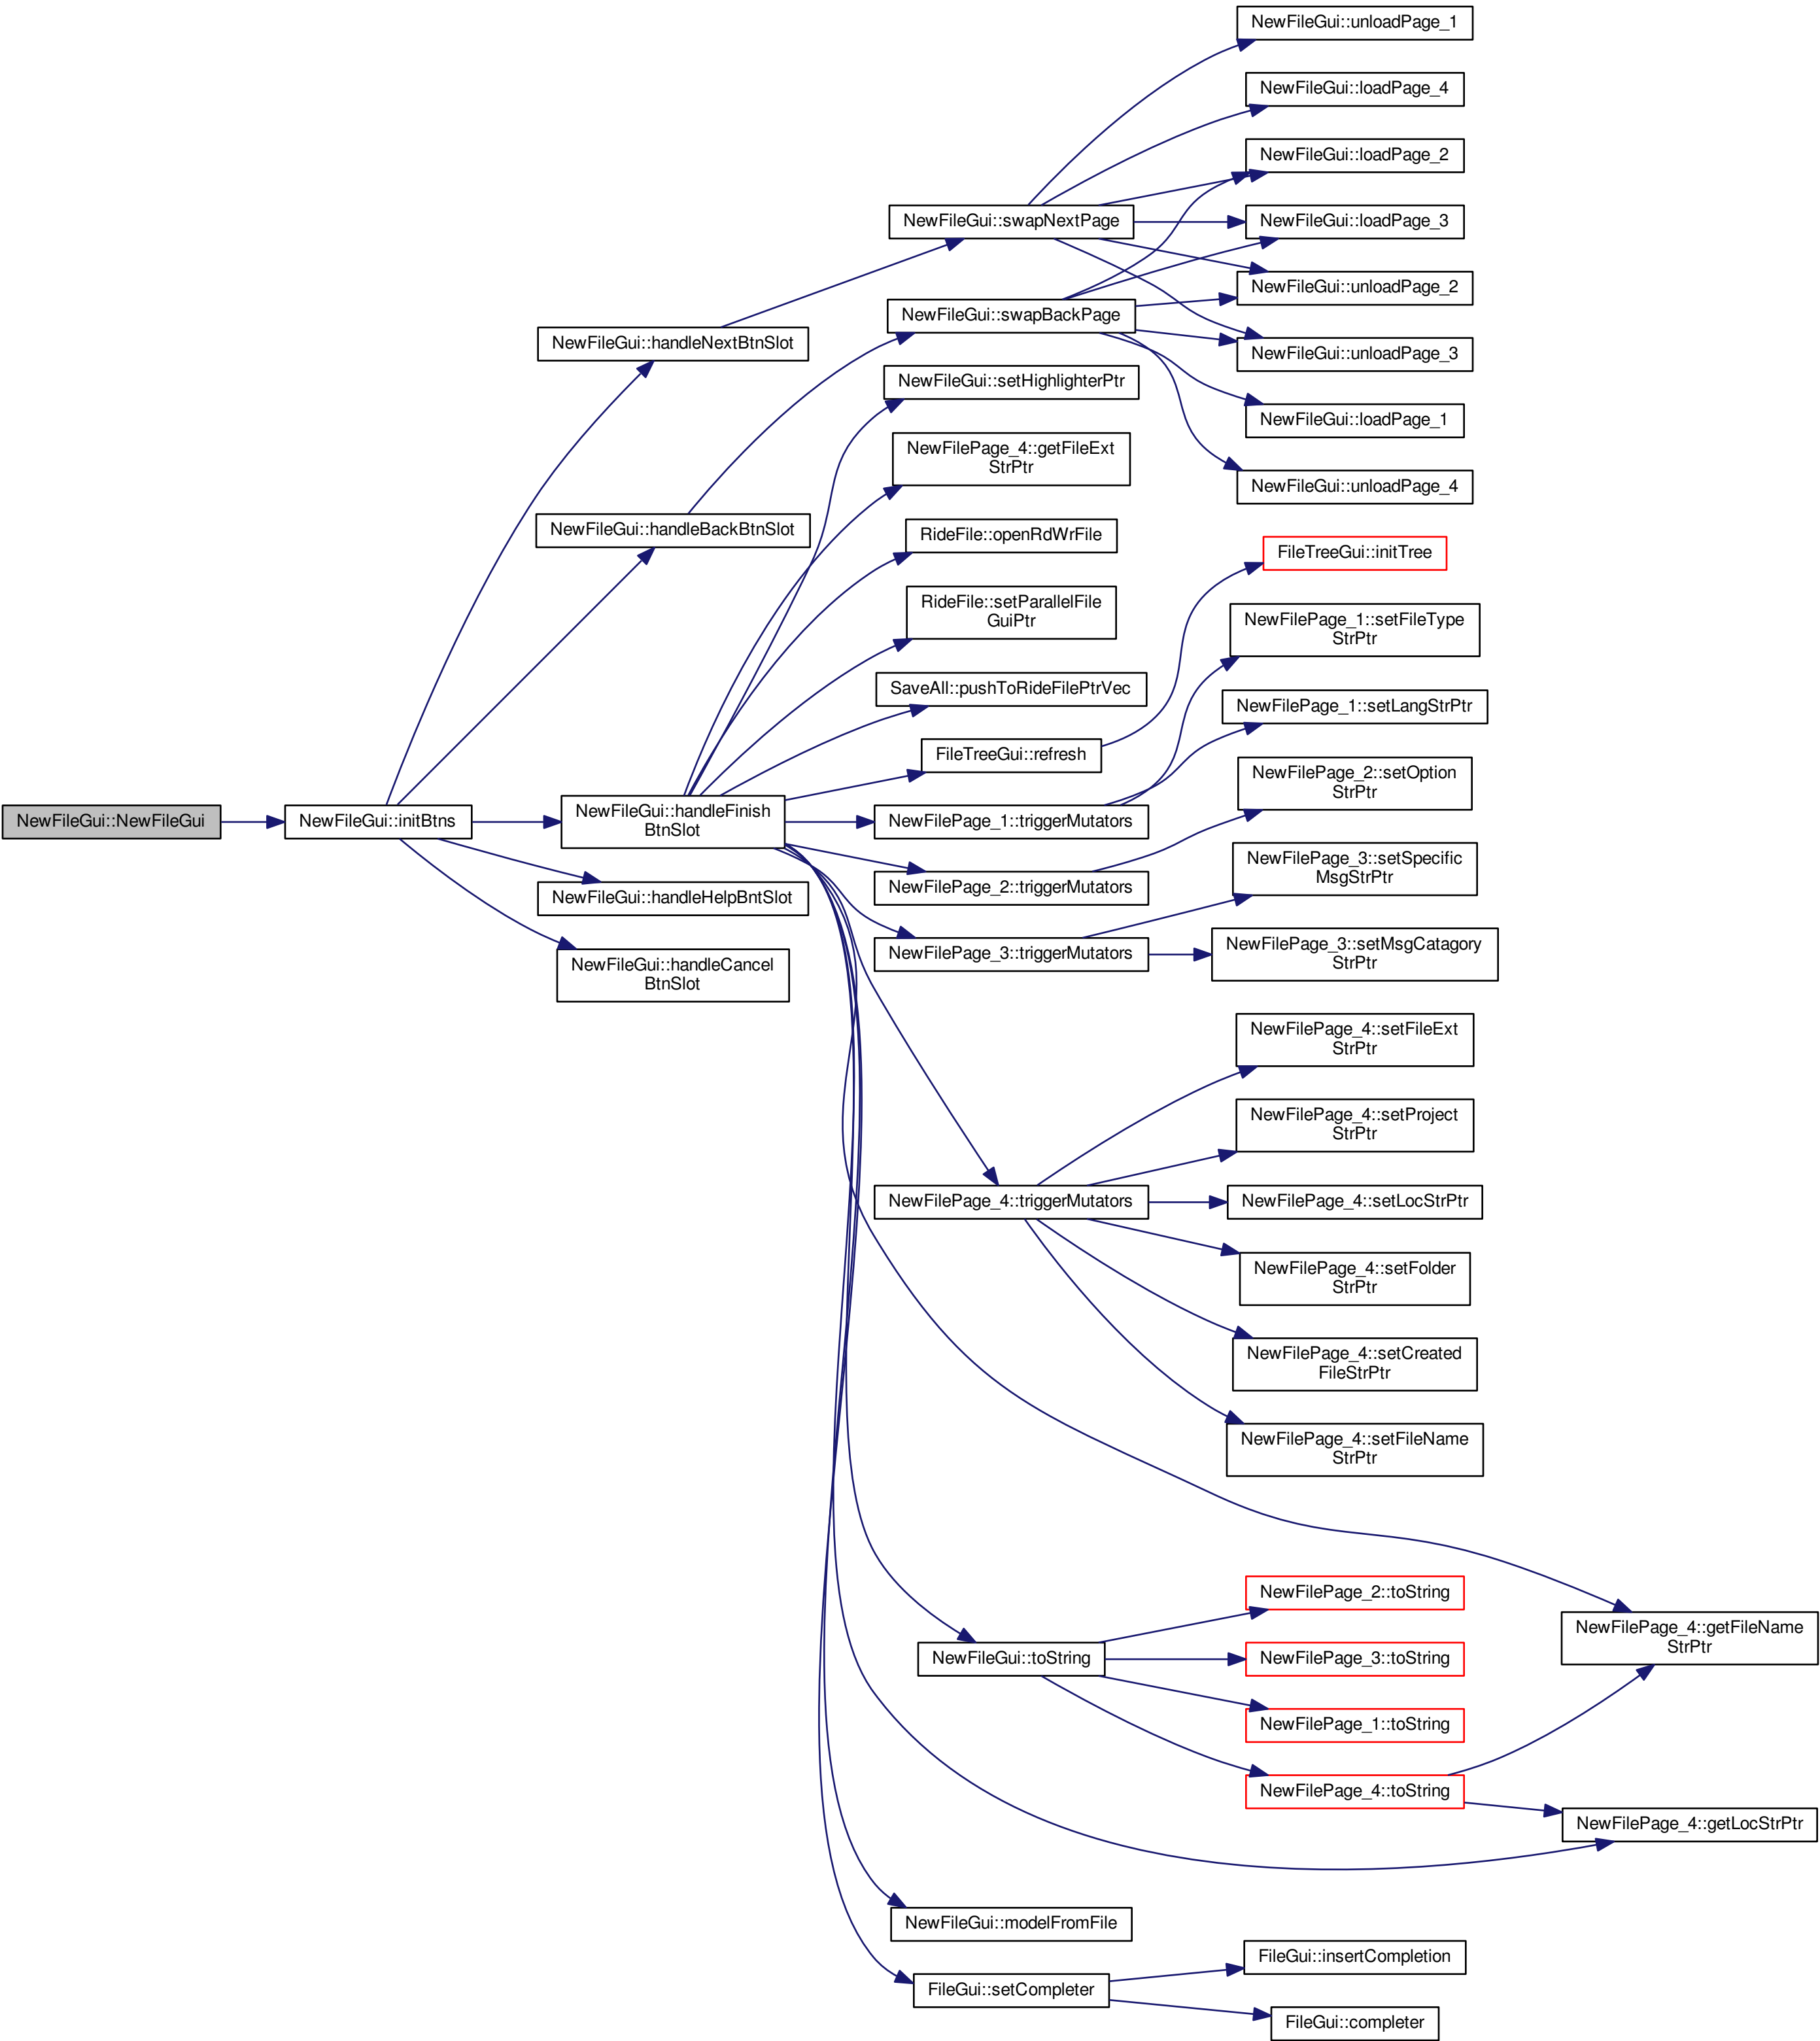 NewFileGui::unloadPage_1
NewFileGui::loadPage_4
NewFileGui::loadPage_2
NewFileGui::swapNextPage
NewFileGui::loadPage_3
NewFileGui::unloadPage_2
NewFileGui::swapBackPage
NewFileGui::handleNextBtnSlot
NewFileGui::unloadPage_3
NewFileGui::setHighlighterPtr
NewFileGui::loadPage_1
NewFilePage_4::getFileExt
StrPtr
NewFileGui::unloadPage_4
NewFileGui::handleBackBtnSlot
RideFile::openRdWrFile
FileTreeGui::initTree
RideFile::setParallelFile
GuiPtr
NewFilePage_1::setFileType
StrPtr
SaveAll::pushToRideFilePtrVec
NewFilePage_1::setLangStrPtr
FileTreeGui::refresh
NewFilePage_2::setOption
StrPtr
NewFileGui::NewFileGui
NewFileGui::initBtns
NewFileGui::handleFinish
BtnSlot
NewFilePage_1::triggerMutators
NewFilePage_3::setSpecific
MsgStrPtr
NewFilePage_2::triggerMutators
NewFileGui::handleHelpBntSlot
NewFilePage_3::triggerMutators
NewFilePage_3::setMsgCatagory
StrPtr
NewFileGui::handleCancel
BtnSlot
NewFilePage_4::setFileExt
StrPtr
NewFilePage_4::setProject
StrPtr
NewFilePage_4::triggerMutators
NewFilePage_4::setLocStrPtr
NewFilePage_4::setFolder
StrPtr
NewFilePage_4::setCreated
FileStrPtr
NewFilePage_4::setFileName
StrPtr
NewFilePage_2::toString
NewFilePage_4::getFileName
StrPtr
NewFileGui::toString
NewFilePage_3::toString
NewFilePage_1::toString
NewFilePage_4::toString
NewFilePage_4::getLocStrPtr
NewFileGui::modelFromFile
FileGui::insertCompletion
FileGui::setCompleter
FileGui::completer